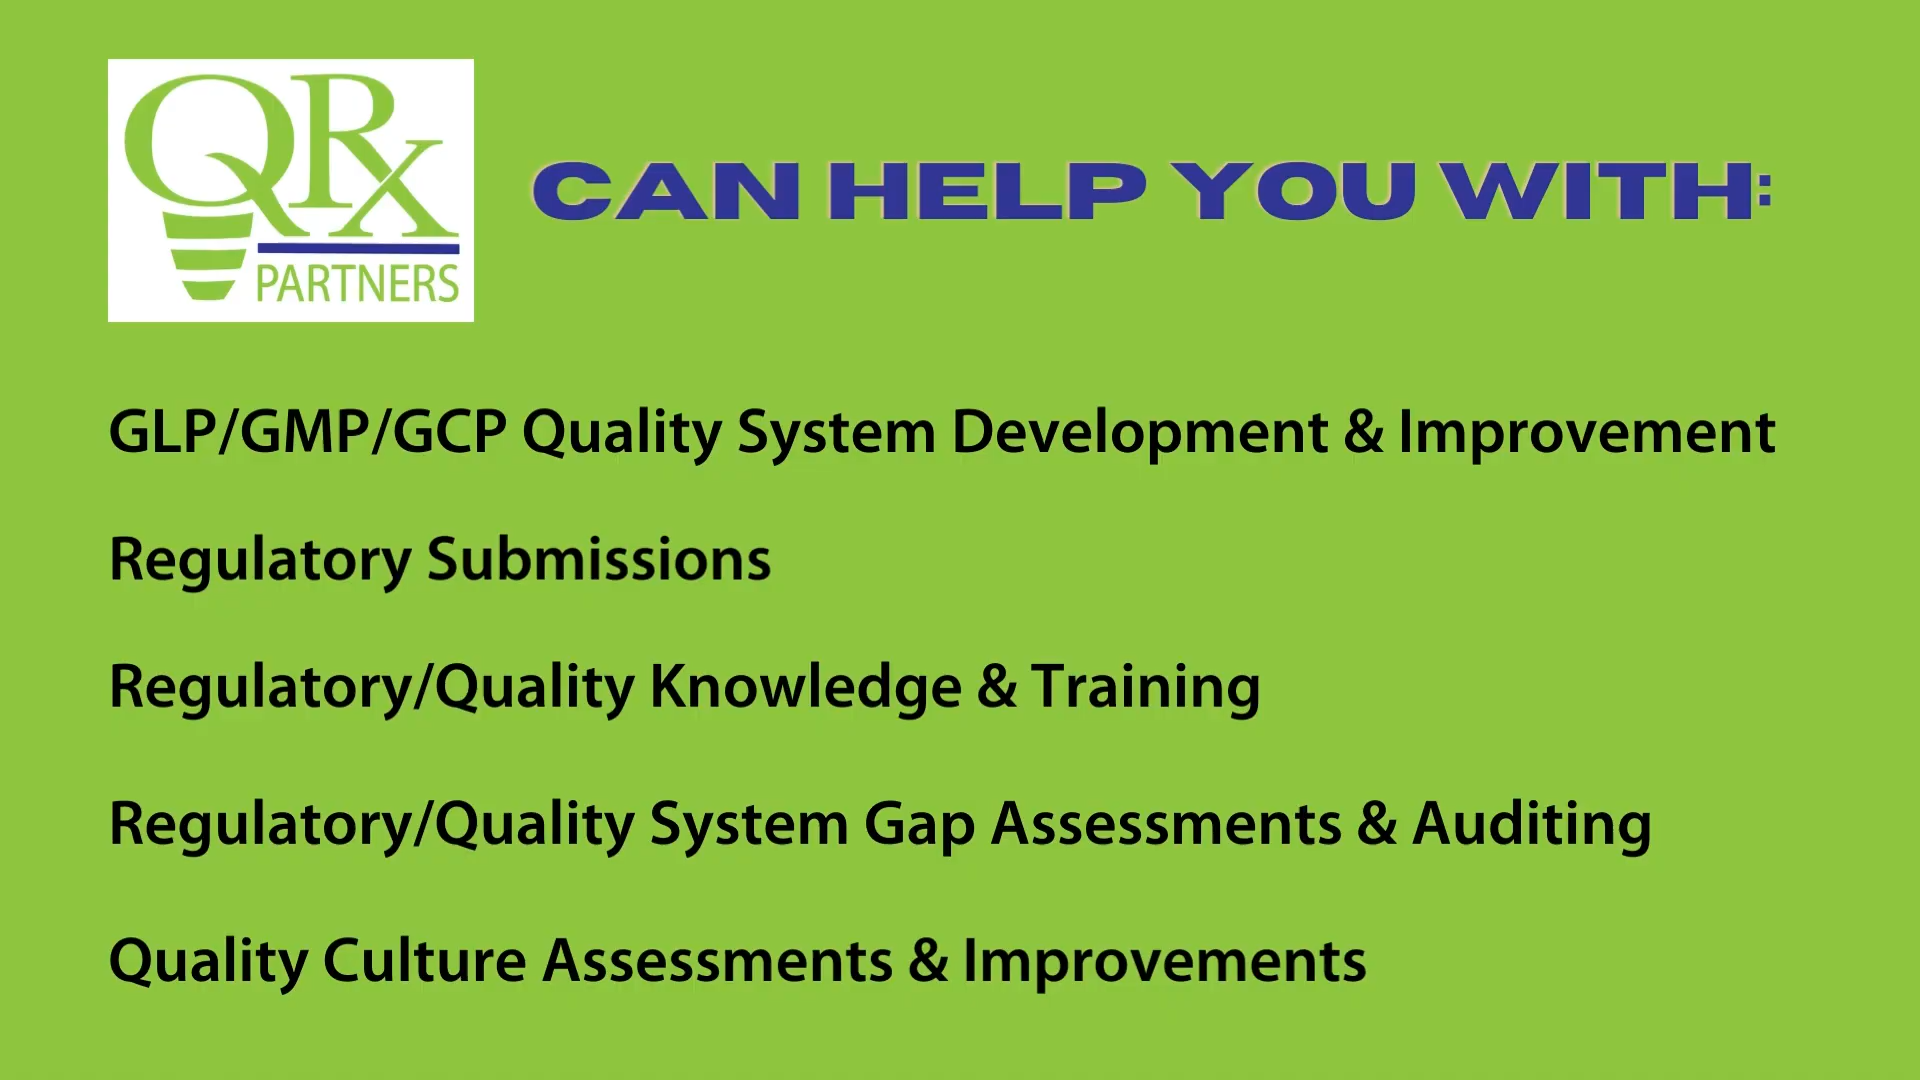 QRx
PARTNERS
CAN HELP YOU WITH:
GLP/GMP/GCP Quality System Development & Improvement
Regulatory Submissions
Regulatory/Quality Knowledge & Training
Regulatory/Quality System Gap Assessments & Auditing
Quality Culture Assessments & Improvements